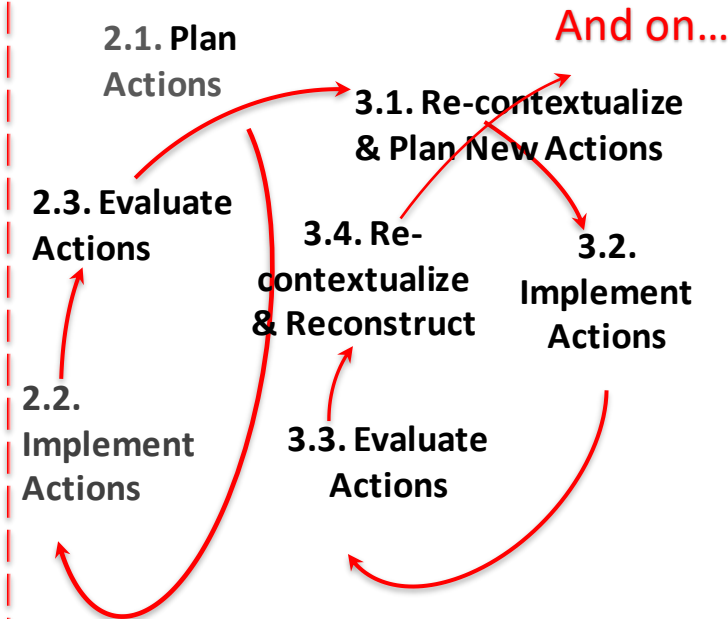 And on...
2.1. Plan
Actions
3.1. Re-contextualize
& Plan New Actions
2.3. Evaluate
Actions
3.4. Re-
contextualize
& Reconstruct
3.2.
Implement
Actions
2.2.
Implement
Actions
3.3. Evaluate
Actions